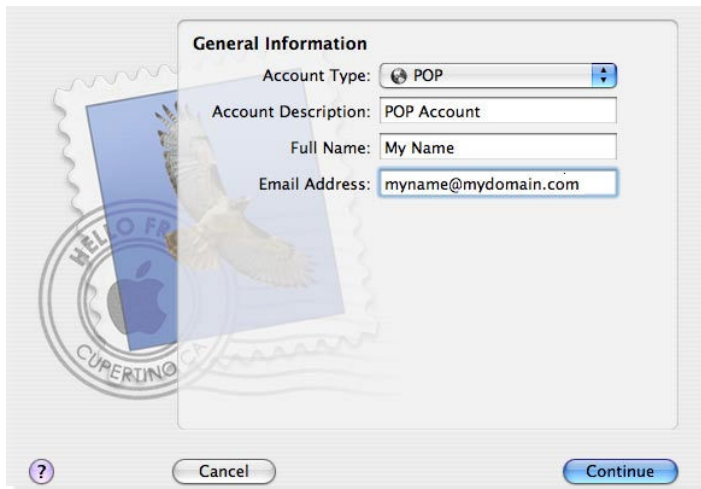 General Information
Account Type: POP
Account Description: POP Account
Full Name: My Name
Email Address: myname@mydomain.com
HELLO FR
CUPERTINO CA
? Cancel Continue